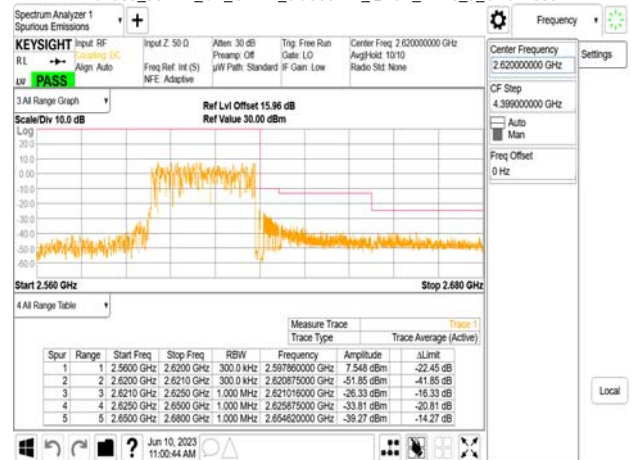 Spectrum Analyzer 1
Spurious Emissions
Frequency
KEYSIGHT Input: RF
Coupling: DC
Align: Auto
Input Z: 50 Ω
Freq Ref: Int (S)
NFE: Adaptive
Atten: 30 dB
Preamp: Off
µW Path: Standard
Trig: Free Run
Gate: LO
IF Gain: Low
Center Freq: 2.620000000 GHz
Avg|Hold: 10/10
Radio Std: None
RL
LW PASS
Center Frequency
2.620000000 GHz
Settings
CF Step
4.399000000 GHz
Auto
Man
Freq Offset
0 Hz
Local
3 All Range Graph
Ref Lvl Offset 15.96 dB
Scale/Div 10.0 dB
Ref Value 30.00 dBm
Log
20.0
10.0
0.00
-10.0
-20.0
-30.0
-40.0
-50.0
-60.0
Start 2.560 GHz
Stop 2.680 GHz
4 All Range Table
Measure Trace Trace 1
Trace Type Trace Average (Active)
Spur Range Start Freq Stop Freq RBW Frequency Amplitude ΔLimit
1 1 2.5600 GHz 2.6200 GHz 300.0 kHz 2.597860000 GHz 7.548 dBm -22.45 dB
2 2 2.6200 GHz 2.6210 GHz 300.0 kHz 2.620875000 GHz -51.85 dBm -41.85 dB
3 3 2.6210 GHz 2.6250 GHz 1.000 MHz 2.621016000 GHz -26.33 dBm -16.33 dB
4 4 2.6250 GHz 2.6500 GHz 1.000 MHz 2.625875000 GHz -33.81 dBm -20.81 dB
5 5 2.6500 GHz 2.6800 GHz 1.000 MHz 2.654620000 GHz -39.27 dBm -14.27 dB
Jun 10, 2023
11:00:44 AM